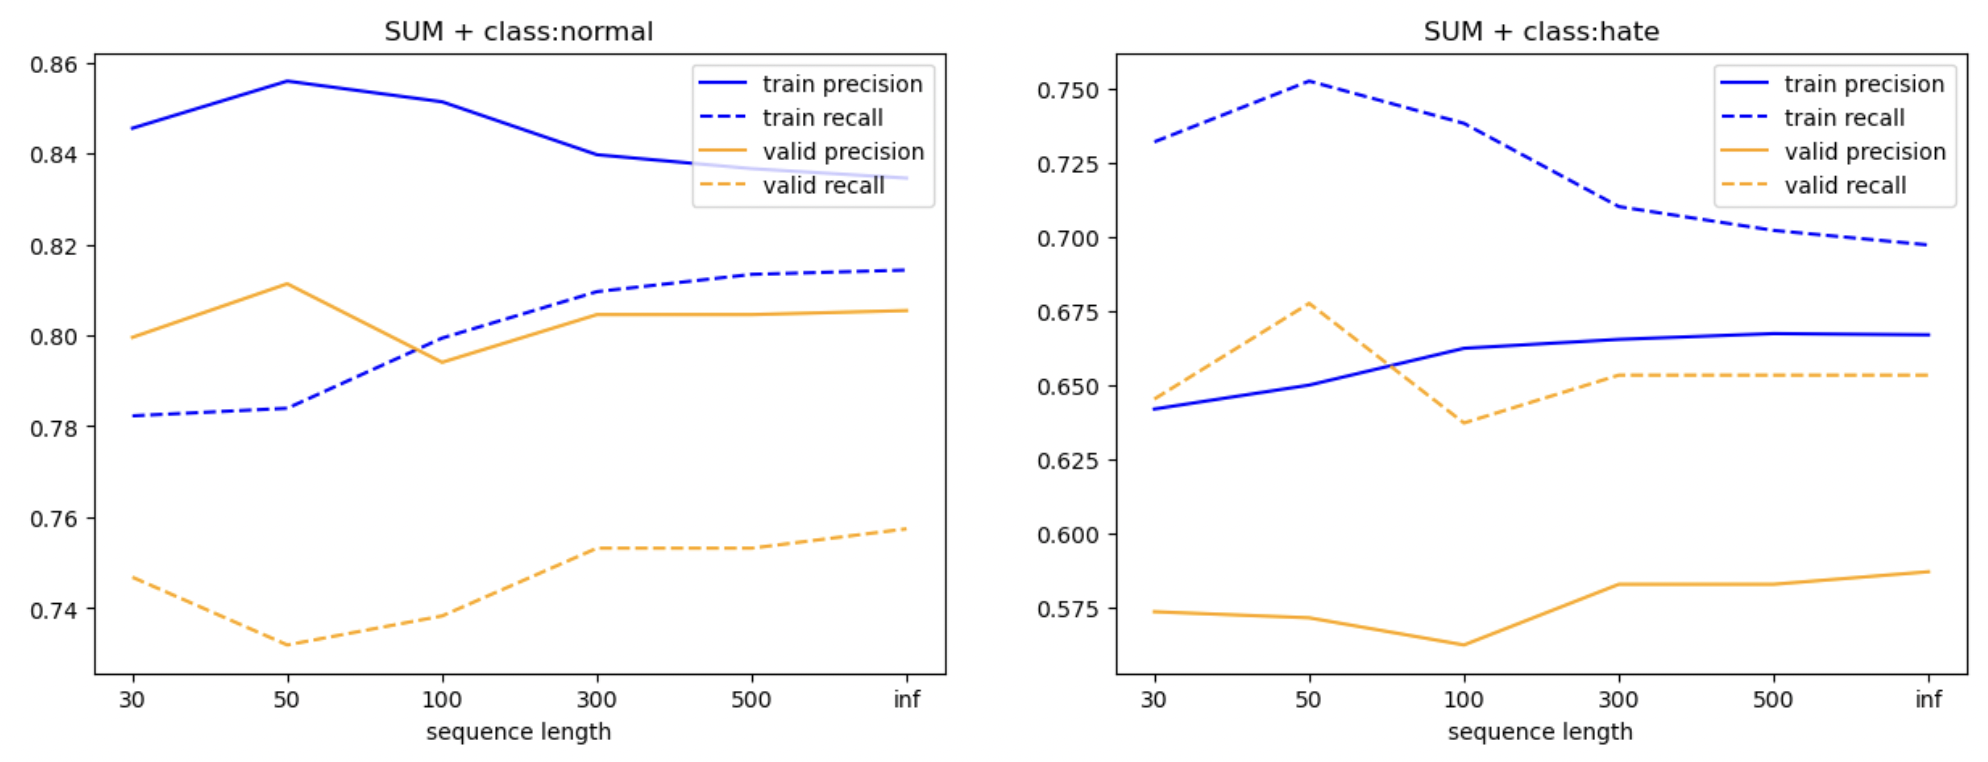 SUM + class:normal
0.86
0.84
0.82
0.80
0.78
0.76
0.74
train precision
train recall
valid precision
valid recall
30 50 100 300 500 inf
sequence length
SUM + class:hate
0.750
0.725
0.700
0.675
0.650
0.625
0.600
0.575
train precision
train recall
valid precision
valid recall
30 50 100 300 500 inf
sequence length